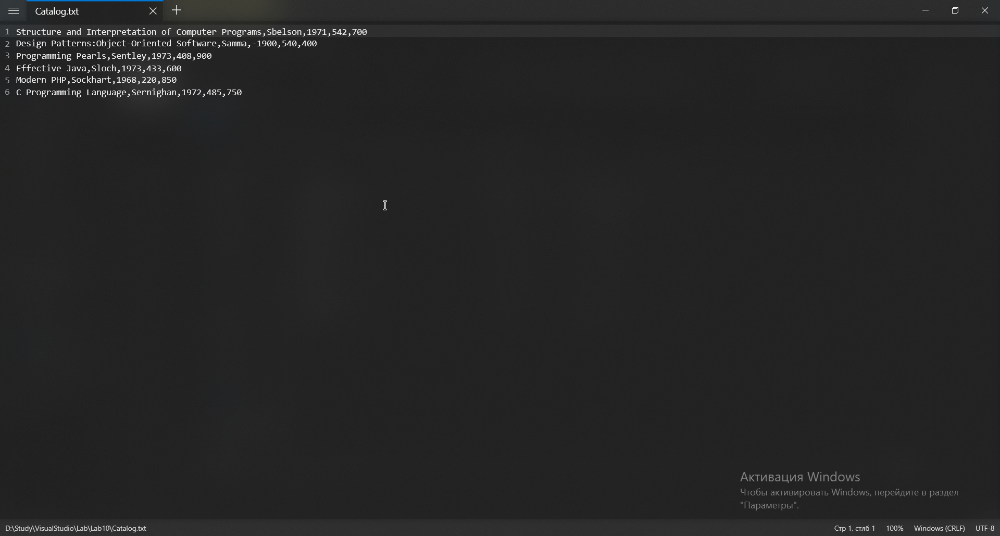 Catalog.txt
1 Structure and Interpretation of Computer Programs,Sbelson,1971,542,700
2 Design Patterns:Object-Oriented Software,Samma,-1900,540,400
3 Programming Pearls,Sentley,1973,408,900
4 Effective Java,Sloch,1973,433,600
5 Modern PHP,Sockhart,1968,220,850
6 C Programming Language,Sernighan,1972,485,750
Активация Windows
Чтобы активировать Windows, перейдите в раздел
"Параметры".
D:\Study\VisualStudio\Lab\Lab10\Catalog.txt Стр 1, стлб 1 100% Windows (CRLF) UTF-8